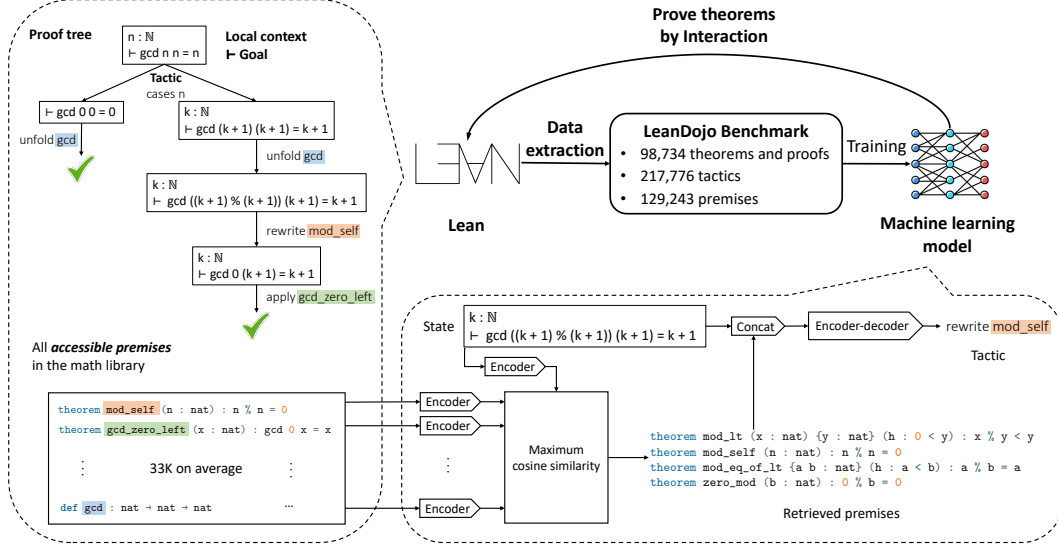 Proof tree
n : ℕ
⊢ gcd n n = n
Local context
⊢ Goal
Tactic
cases n
⊢ gcd 0 0 = 0
k : ℕ
⊢ gcd (k + 1) (k + 1) = k + 1
unfold gcd
unfold gcd
k : ℕ
⊢ gcd ((k + 1) % (k + 1)) (k + 1) = k + 1
rewrite mod_self
k : ℕ
⊢ gcd 0 (k + 1) = k + 1
apply gcd_zero_left
All accessible premises
in the math library
theorem mod_self (n : nat) : n % n = 0
theorem gcd_zero_left (x : nat) : gcd 0 x = x
⋮ 33K on average ⋮
def gcd : nat → nat → nat ...
Prove theorems
by Interaction
LEAN
Lean
Data
extraction
LeanDojo Benchmark
• 98,734 theorems and proofs
• 217,776 tactics
• 129,243 premises
Training
Machine learning
model
State
k : ℕ
⊢ gcd ((k + 1) % (k + 1)) (k + 1) = k + 1
Concat
Encoder-decoder
rewrite mod_self
Tactic
Encoder
Encoder
Encoder
⋮
Encoder
Maximum
cosine similarity
theorem mod_lt (x : nat) {y : nat} (h : 0 < y) : x % y < y
theorem mod_self (n : nat) : n % n = 0
theorem mod_eq_of_lt {a b : nat} (h : a < b) : a % b = a
theorem zero_mod (b : nat) : 0 % b = 0
Retrieved premises